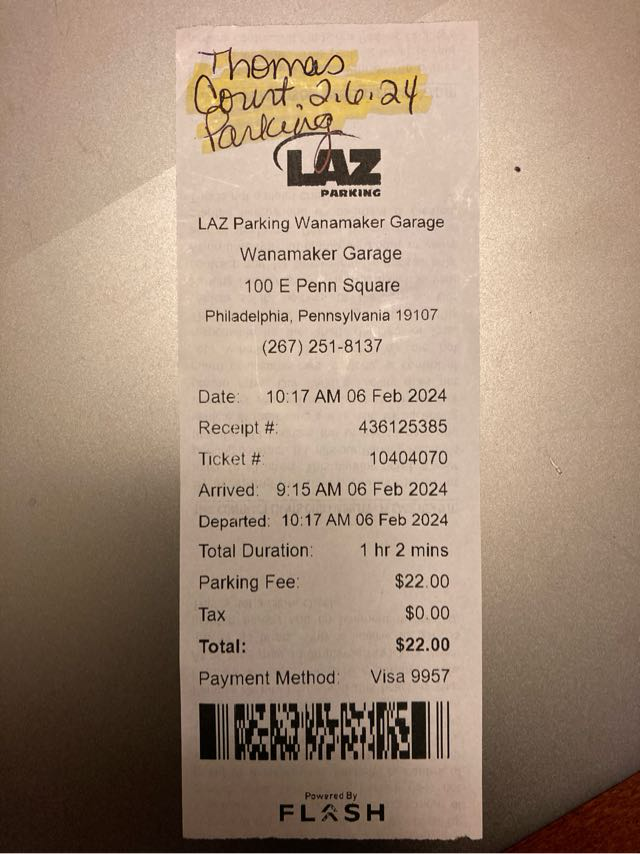 Thomas
Court. 2.6.24
Parking
LAZ
PARKING
LAZ Parking Wanamaker Garage
Wanamaker Garage
100 E Penn Square
Philadelphia, Pennsylvania 19107
(267) 251-8137
Date: 10:17 AM 06 Feb 2024
Receipt #: 436125385
Ticket # 10404070
Arrived: 9:15 AM 06 Feb 2024
Departed: 10:17 AM 06 Feb 2024
Total Duration: 1 hr 2 mins
Parking Fee: $22.00
Tax $0.00
Total: $22.00
Payment Method: Visa 9957
Powered By
FLASH